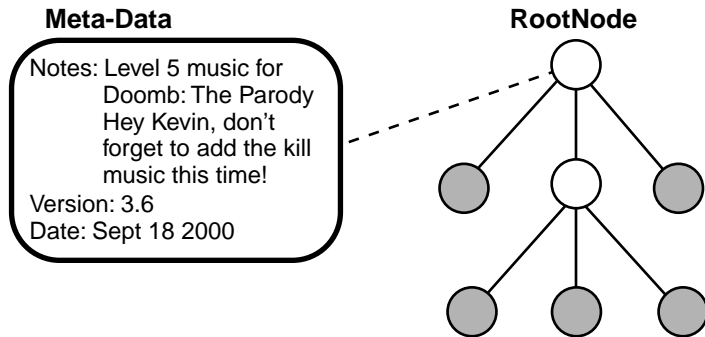 Meta-Data
RootNode
Notes: Level 5 music for
Doomb: The Parody
Hey Kevin, don't
forget to add the kill
music this time!
Version: 3.6
Date: Sept 18 2000